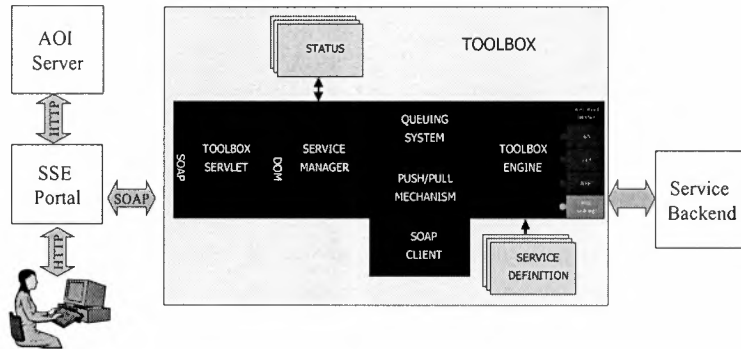 AOI
Server
HTTP
SSE
Portal
SOAP
HTTP
TOOLBOX
STATUS
SOAP
TOOLBOX
SERVLET
DOM
SERVICE
MANAGER
QUEUING
SYSTEM
PUSH/PULL
MECHANISM
SOAP
CLIENT
TOOLBOX
ENGINE
SERVICE
DEFINITION
Service
Backend